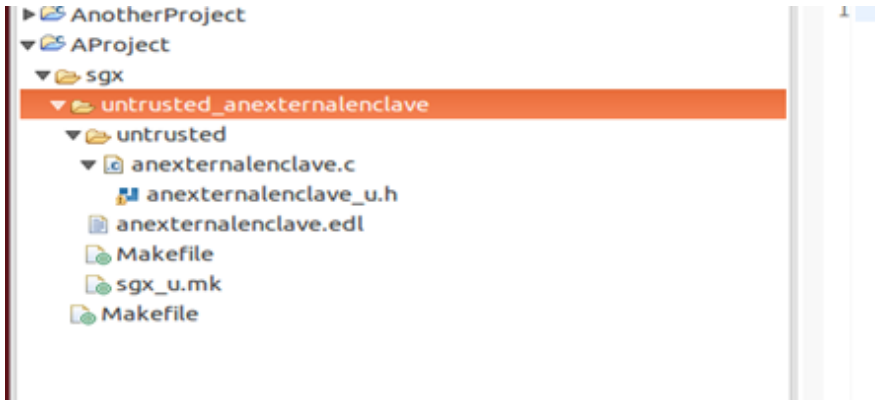 AnotherProject
1
AProject
sgx
untrusted_anexternalenclave
untrusted
anexternalenclave.c
anexternalenclave_u.h
anexternalenclave.edl
Makefile
sgx_u.mk
Makefile